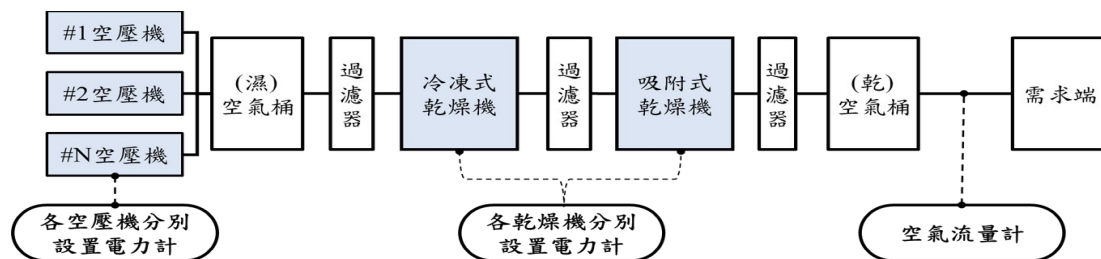 #1空壓機
#2空壓機
#N空壓機
(濕)
空氣桶
過
濾
器
冷凍式
乾燥機
過
濾
器
吸附式
乾燥機
過
濾
器
(乾)
空氣桶
需求端
各空壓機分別
設置電力計
各乾燥機分別
設置電力計
空氣流量計